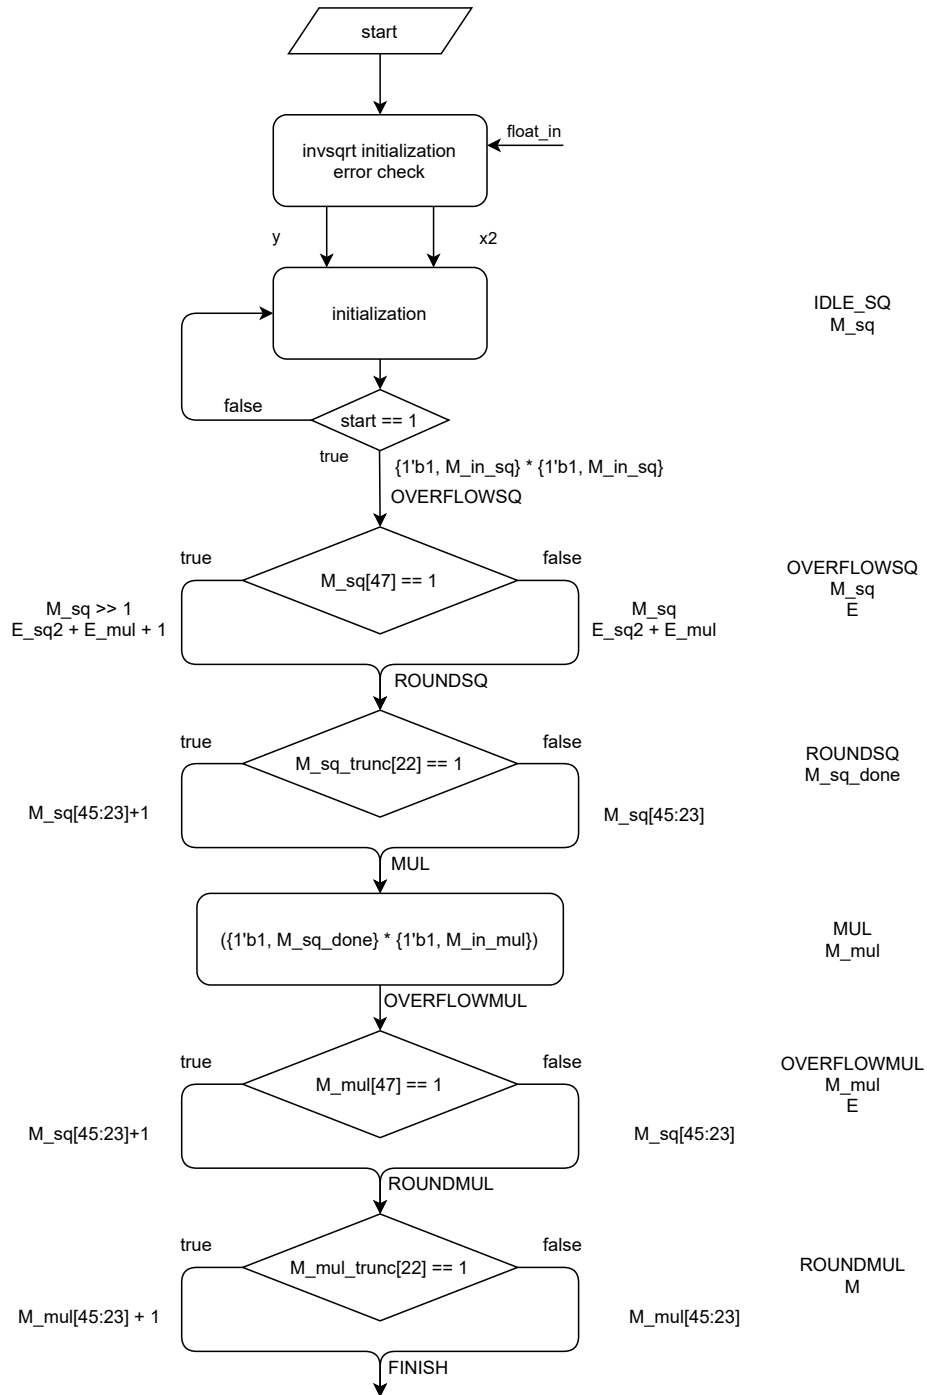 start
float_in
invsqrt initialization
error check
y
x2
initialization
IDLE_SQ
M_sq
false
start == 1
true
{1'b1, M_in_sq} * {1'b1, M_in_sq}
OVERFLOWSQ
true
false
M_sq[47] == 1
OVERFLOWSQ
M_sq
E
M_sq >> 1
E_sq2 + E_mul + 1
M_sq
E_sq2 + E_mul
ROUNDSQ
true
false
M_sq_trunc[22] == 1
ROUNDSQ
M_sq_done
M_sq[45:23]+1
M_sq[45:23]
MUL
({1'b1, M_sq_done} * {1'b1, M_in_mul})
MUL
M_mul
OVERFLOWMUL
true
false
M_mul[47] == 1
OVERFLOWMUL
M_mul
E
M_sq[45:23]+1
M_sq[45:23]
ROUNDMUL
true
false
M_mul_trunc[22] == 1
ROUNDMUL
M
M_mul[45:23] + 1
M_mul[45:23]
FINISH